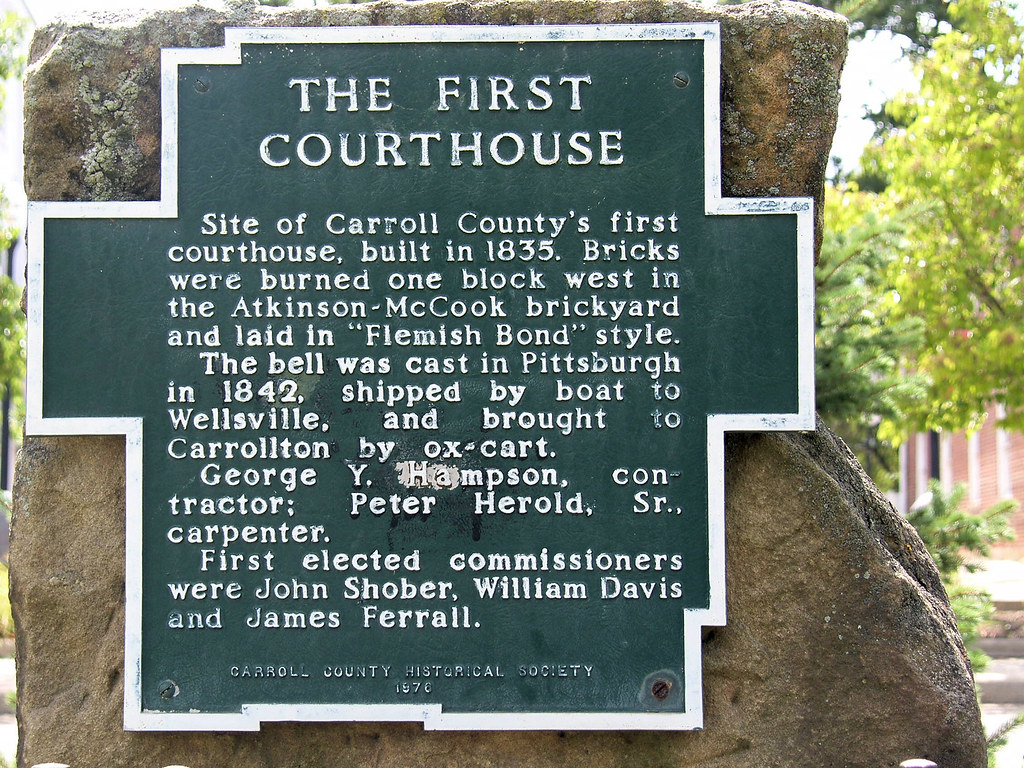 THE FIRST
COURTHOUSE
Site of Carroll County's first
courthouse, built in 1835. Bricks
were burned one block west in
the Atkinson-McCook brickyard
and laid in "Flemish Bond" style.
The bell was cast in Pittsburgh
in 1842, shipped by boat to
Wellsville, and brought to
Carrollton by ox-cart.
George Y. Hampson, con-
tractor; Peter Herold, Sr.,
carpenter.
First elected commissioners
were John Shober, William Davis
and James Ferrall.
CARROLL COUNTY HISTORICAL SOCIETY
1976